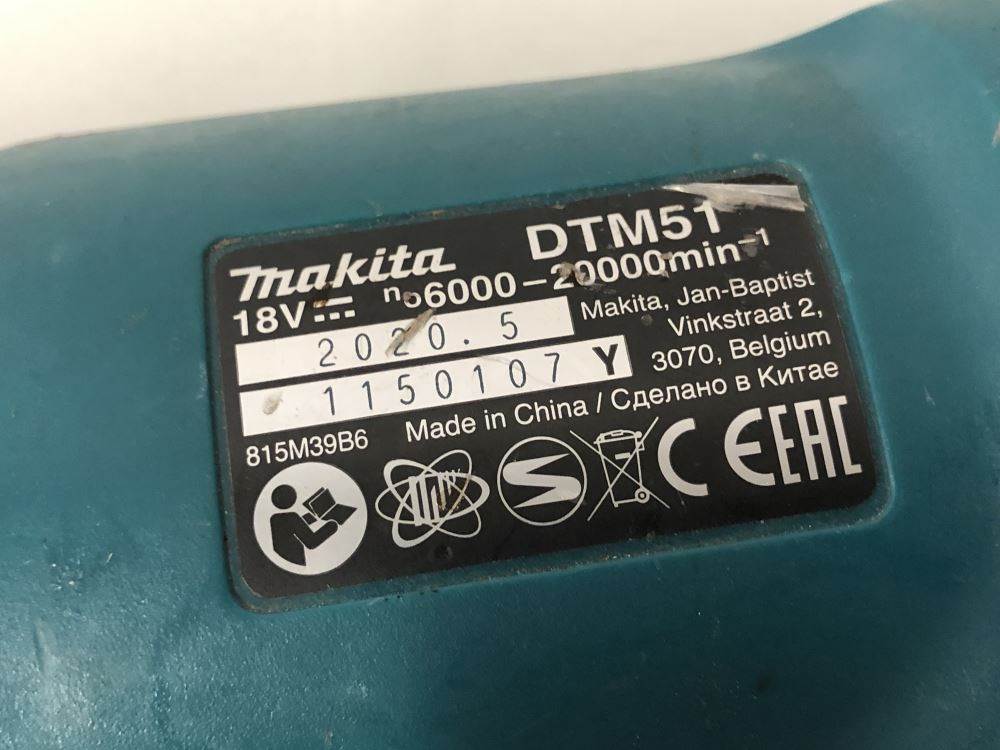 makita DTM51
18V n₀6000-20000min⁻¹
2020.5
1150107 Y
Makita, Jan-Baptist
Vinkstraat 2,
3070, Belgium
815M39B6 Made in China / Сделано в Китае
CE EAC